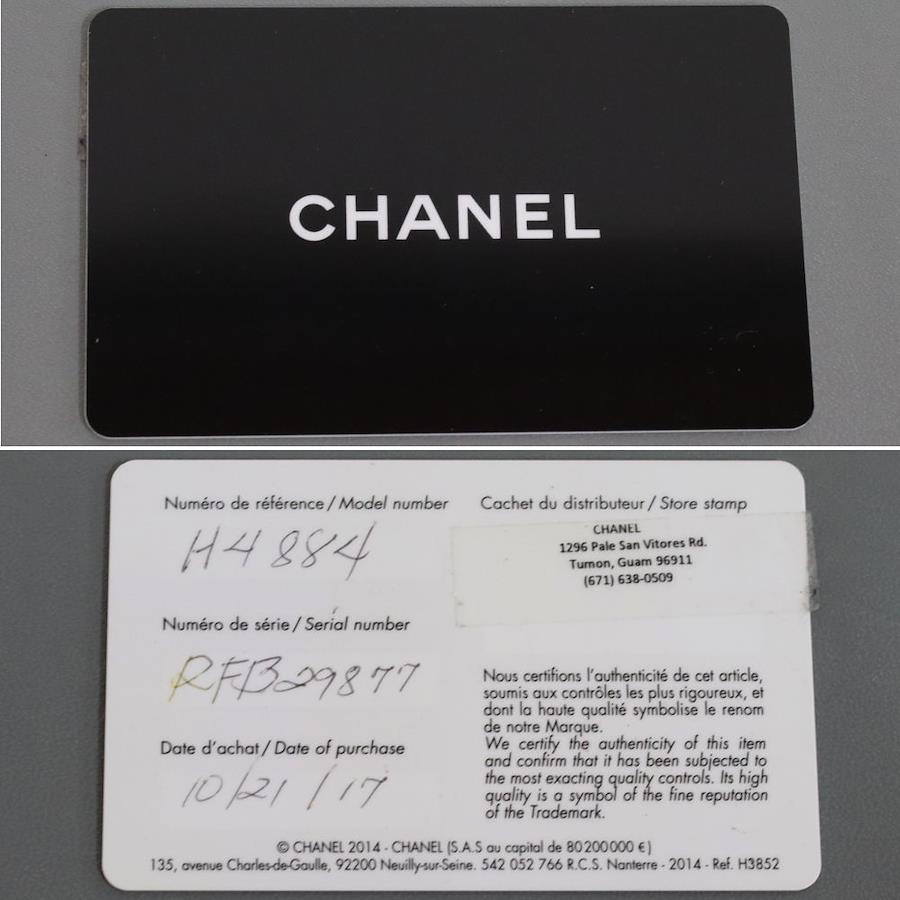 CHANEL
Numéro de référence / Model number
H4884
Cachet du distributeur / Store stamp
CHANEL
1296 Pale San Vitores Rd.
Tumon, Guam 96911
(671) 638-0509
Numéro de série / Serial number
RFB29877
Date d'achat / Date of purchase
10/21/17
Nous certifions l'authenticité de cet article,
soumis aux contrôles les plus rigoureux, et
dont la haute qualité symbolise le renom
de notre Marque.
We certify the authenticity of this item
and confirm that it has been subjected to
the most exacting quality controls. Its high
quality is a symbol of the fine reputation
of the Trademark.
© CHANEL 2014 - CHANEL (S.A.S au capital de 80200000 €)
135, avenue Charles-de-Gaulle, 92200 Neuilly-sur-Seine. 542 052 766 R.C.S. Nanterre - 2014 - Ref. H3852